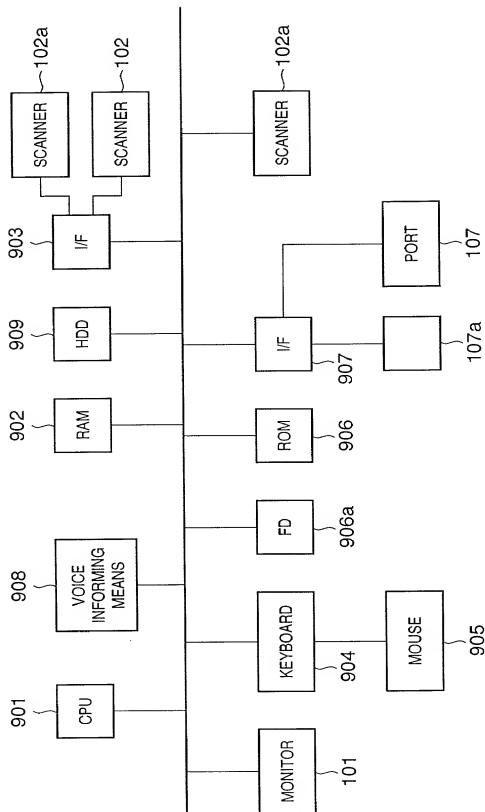 901
CPU
908
VOICE
INFORMING
MEANS
902
RAM
909
HDD
903
I/F
SCANNER
102a
SCANNER
102
MONITOR
101
KEYBOARD
904
MOUSE
905
FD
906a
ROM
906
I/F
907
107a
PORT
107
SCANNER
102a